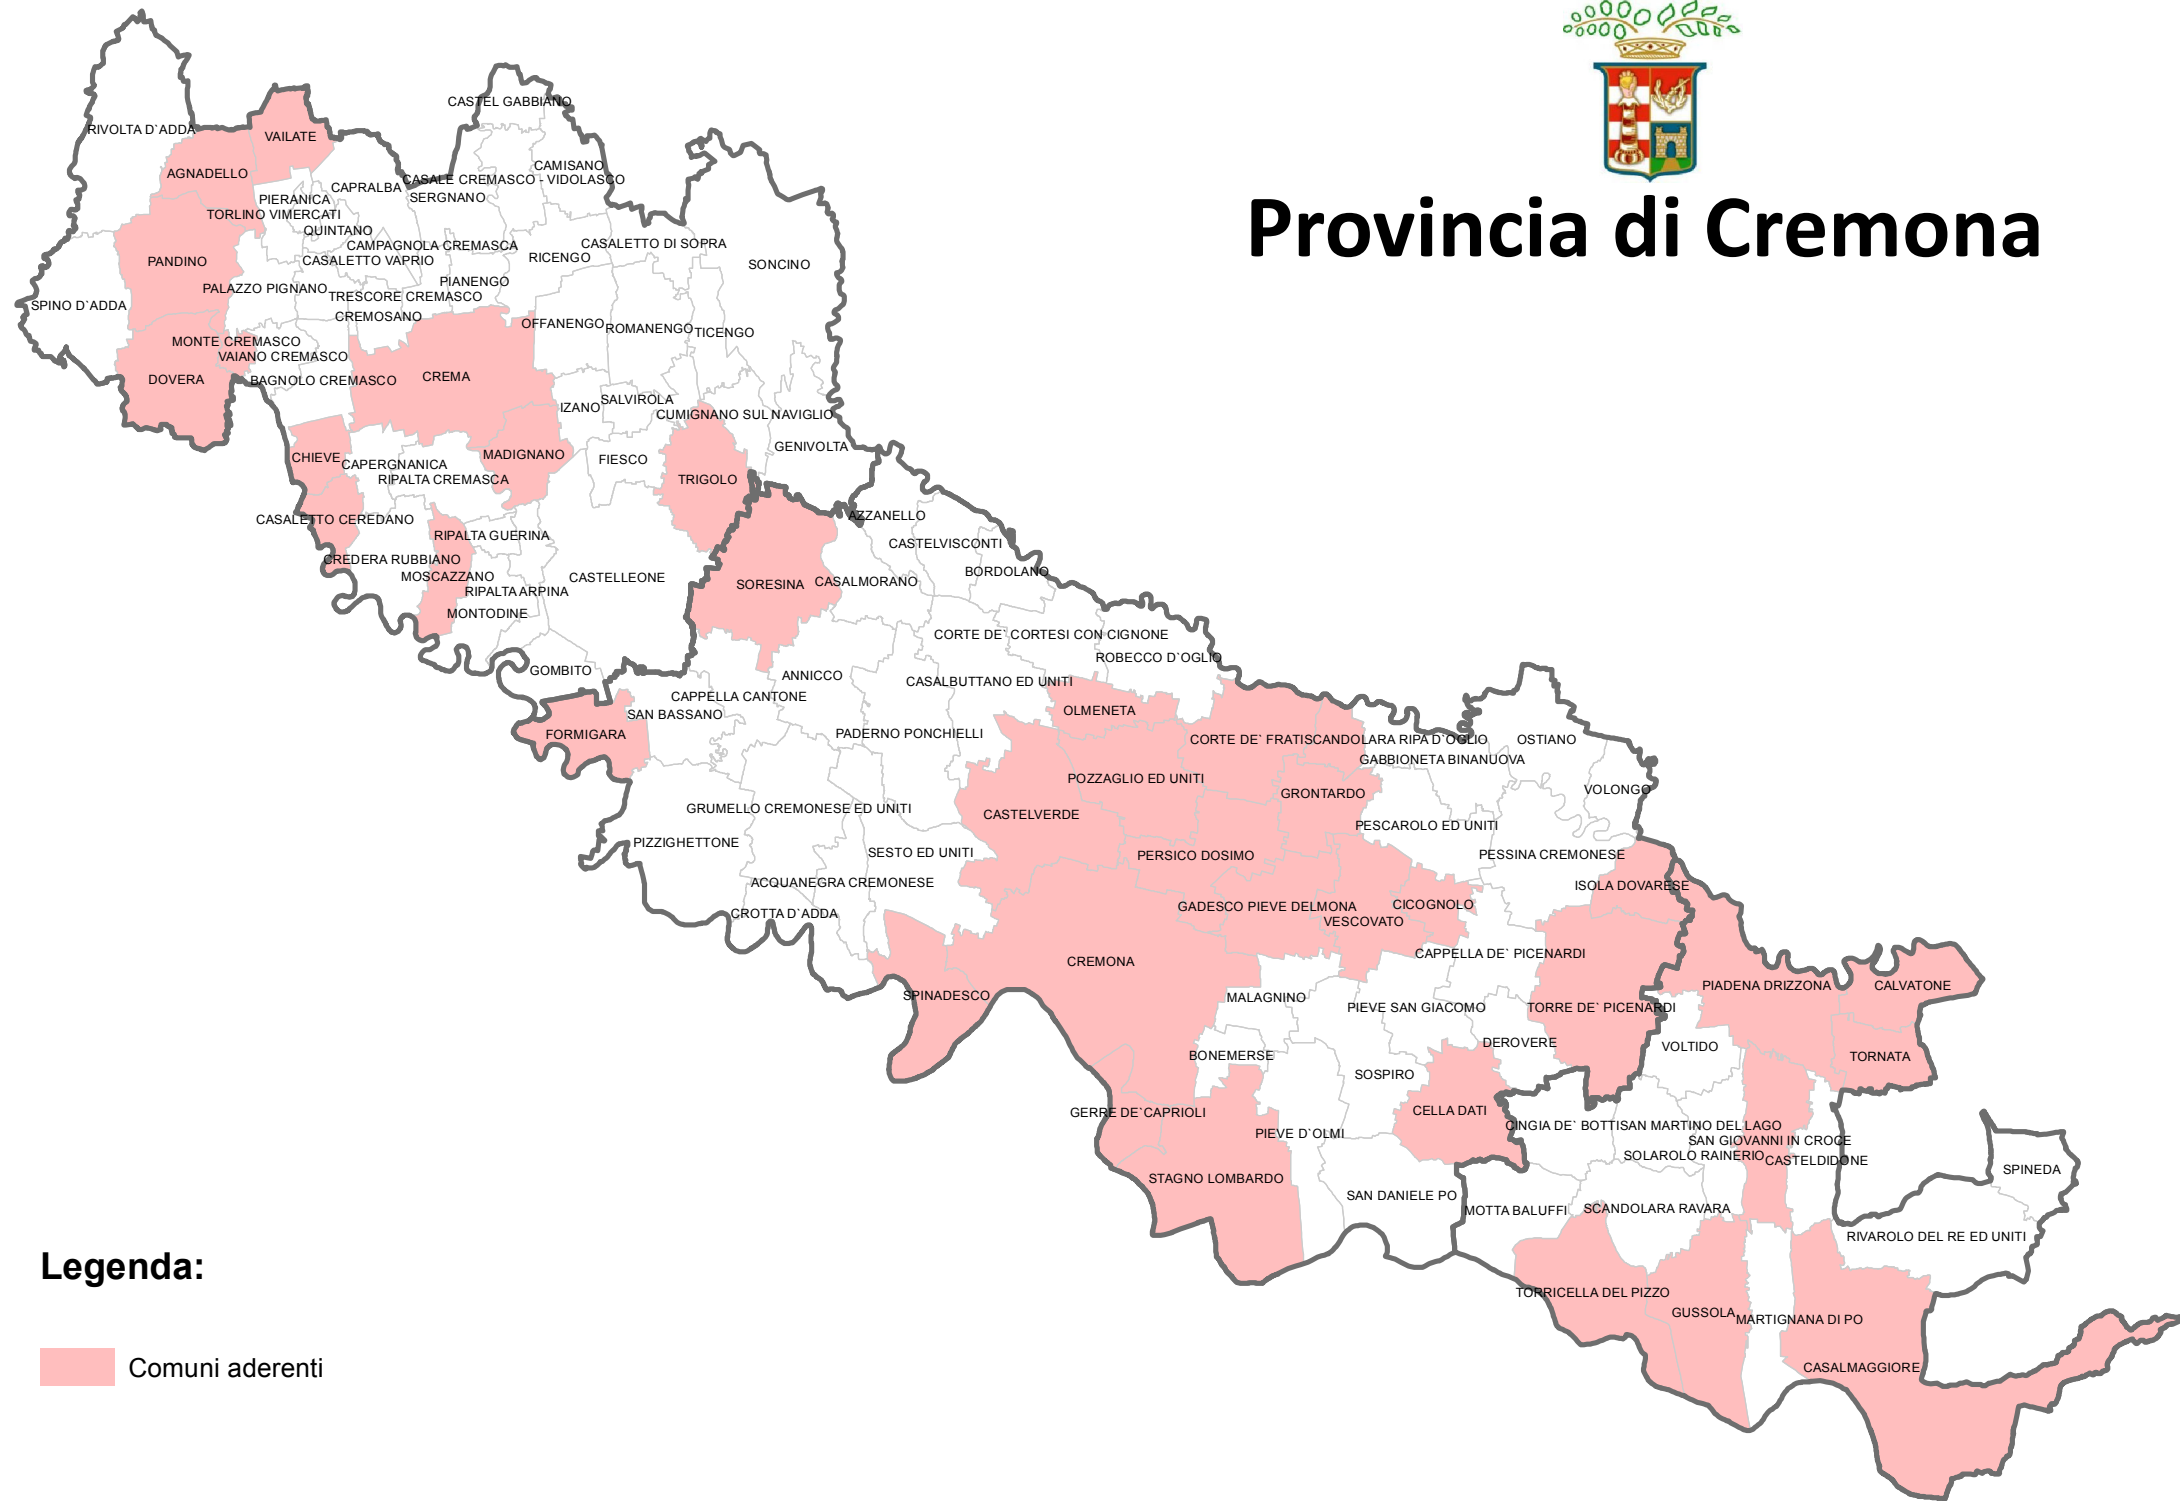 Provincia di Cremona
CASTEL GABBIANO
RIVOLTA D`ADDA
VAILATE
CAMISANO
AGNADELLO
CASALE CREMASCO - VIDOLASCO
CAPRALBA
SERGNANO
PIERANICA
TORLINO VIMERCATI
QUINTANO
CAMPAGNOLA CREMASCA
CASALETTO DI SOPRA
RICENGO
PANDINO
CASALETTO VAPRIO
SONCINO
PIANENGO
PALAZZO PIGNANO
TRESCORE CREMASCO
SPINO D`ADDA
CREMOSANO
OFFANENGO
ROMANENGO
TICENGO
MONTE CREMASCO
VAIANO CREMASCO
DOVERA
BAGNOLO CREMASCO
CREMA
IZANO
SALVIROLA
CUMIGNANO SUL NAVIGLIO
GENIVOLTA
CHIEVE
CAPERGNANICA
MADIGNANO
FIESCO
RIPALTA CREMASCA
TRIGOLO
CASALETTO CEREDANO
AZZANELLO
RIPALTA GUERINA
CASTELVISCONTI
CREDERA RUBBIANO
BORDOLANO
MOSCAZZANO
CASTELLEONE
SORESINA
CASALMORANO
RIPALTA ARPINA
MONTODINE
CORTE DE` CORTESI CON CIGNONE
ROBECCO D`OGLIO
GOMBITO
ANNICCO
CASALBUTTANO ED UNITI
CAPPELLA CANTONE
SAN BASSANO
OLMENETA
FORMIGARA
PADERNO PONCHIELLI
CORTE DE` FRATI
SCANDOLARA RIPA D`OGLIO
OSTIANO
GABBIONETA BINANUOVA
POZZAGLIO ED UNITI
GRONTARDO
VOLONGO
GRUMELLO CREMONESE ED UNITI
CASTELVERDE
PESCAROLO ED UNITI
PIZZIGHETTONE
SESTO ED UNITI
PERSICO DOSIMO
PESSINA CREMONESE
ACQUANEGRA CREMONESE
ISOLA DOVARESE
CROTTA D`ADDA
GADESCO PIEVE DELMONA
CICOGNOLO
VESCOVATO
CREMONA
CAPPELLA DE` PICENARDI
SPINADESCO
MALAGNINO
PIADENA DRIZZONA
CALVATONE
PIEVE SAN GIACOMO
TORRE DE` PICENARDI
DEROVERE
VOLTIDO
BONEMERSE
TORNATA
SOSPIRO
GERRE DE`CAPRIOLI
CELLA DATI
PIEVE D`OLMI
CINGIA DE` BOTTI
SAN MARTINO DEL LAGO
SAN GIOVANNI IN CROCE
SOLAROLO RAINERIO
CASTELDIDONE
SPINEDA
STAGNO LOMBARDO
SAN DANIELE PO
MOTTA BALUFFI
SCANDOLARA RAVARA
RIVAROLO DEL RE ED UNITI
TORRICELLA DEL PIZZO
GUSSOLA
MARTIGNANA DI PO
CASALMAGGIORE
Legenda:
Comuni aderenti